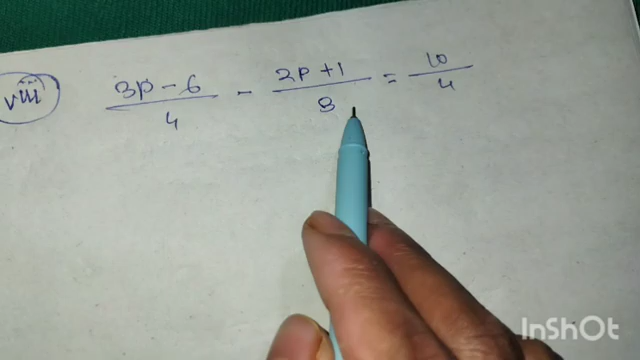 viii) (3p - 6)/4 - (2p + 1)/8 = 10/4
InShOt